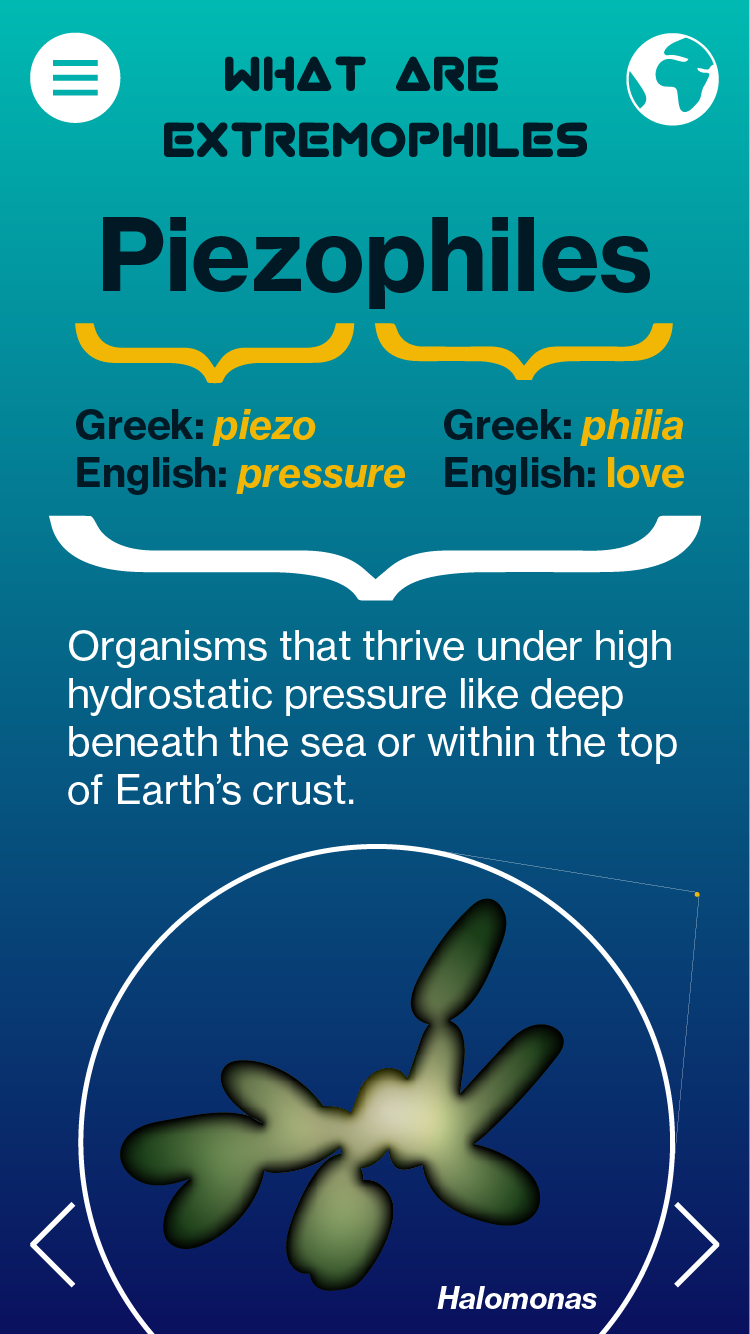 WHAT ARE
EXTREMOPHILES
Piezophiles
Greek: piezo
English: pressure
Greek: philia
English: love
Organisms that thrive under high
hydrostatic pressure like deep
beneath the sea or within the top
of Earth’s crust.
Halomonas